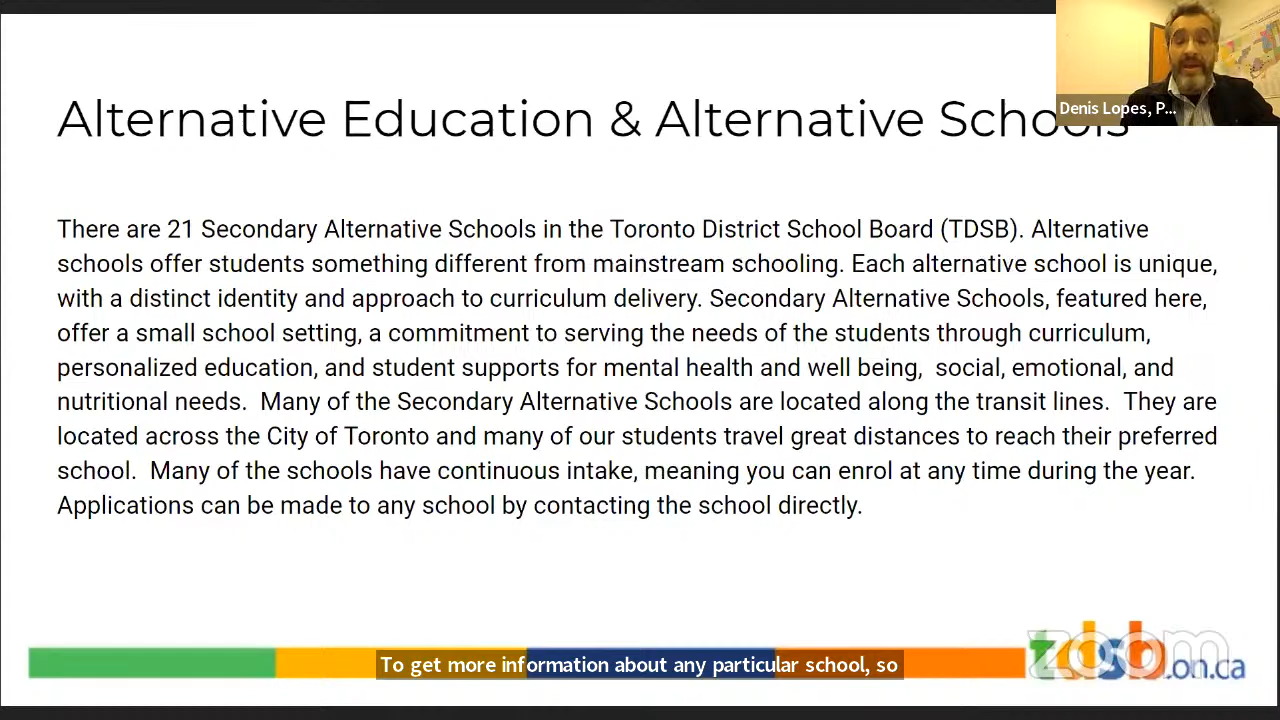 Alternative Education & Alternative Schools
Denis Lopes, P...
There are 21 Secondary Alternative Schools in the Toronto District School Board (TDSB). Alternative
schools offer students something different from mainstream schooling. Each alternative school is unique,
with a distinct identity and approach to curriculum delivery. Secondary Alternative Schools, featured here,
offer a small school setting, a commitment to serving the needs of the students through curriculum,
personalized education, and student supports for mental health and well being,  social, emotional, and
nutritional needs.  Many of the Secondary Alternative Schools are located along the transit lines.  They are
located across the City of Toronto and many of our students travel great distances to reach their preferred
school.  Many of the schools have continuous intake, meaning you can enrol at any time during the year.
Applications can be made to any school by contacting the school directly.
To get more information about any particular school, so
zoom
tdsb.on.ca